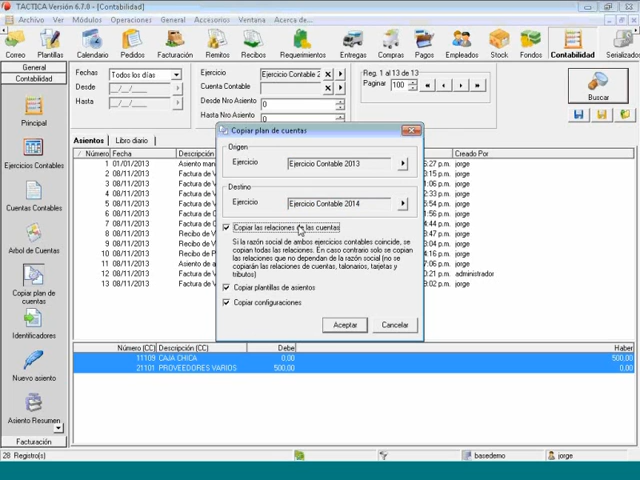 TACTICA Versión 6.7.0 - [Contabilidad]
Archivo Ver Módulos Operaciones General Accesorios Ventana Acerca de...
Correo Plantillas Calendario Pedidos Facturación Remitos Recibos Requerimientos Entregas Compras Pagos Empleados Stock Fondos Contabilidad Serializados
General
Contabilidad
Principal
Ejercicios Contables
Cuentas Contables
Arbol de Cuentas
Copiar plan de cuentas
Identificadores
Nuevo asiento
Asiento Resumen
Facturación
Fechas Todos los días
Desde __/__/____
Hasta __/__/____
Ejercicio Ejercicio Contable 2
Cuenta Contable
Desde Nro Asiento 0
Hasta Nro Asiento 0
Reg. 1 al 13 de 13
Paginar 100
Buscar
Asientos Libro diario
Número Fecha Descripción Creado Por
1 01/01/2013 Asiento man 5:27 p.m. jorge
2 08/11/2013 Factura de V 3:15 p.m. jorge
3 08/11/2013 Factura de V jorge
4 08/11/2013 Factura de V jorge
5 08/11/2013 Factura de V jorge
6 08/11/2013 Factura de V jorge
7 08/11/2013 Factura de V jorge
8 08/11/2013 Recibo de V jorge
9 08/11/2013 Recibo de V jorge
10 08/11/2013 Recibo de P jorge
11 08/11/2013 Asiento man jorge
12 08/11/2013 Factura de V administrador
13 08/11/2013 Factura de V 9:02 p.m. jorge
Copiar plan de cuentas
Origen
Ejercicio Ejercicio Contable 2013
Destino
Ejercicio Ejercicio Contable 2014
Copiar las relaciones de las cuentas
Si la razón social de ambos ejercicios contables coincide, se
copian todas las relaciones. En caso contrario solo se copian
las relaciones que no dependan de la razón social (no se
copiarán las relaciones de cuentas, talonarios, tarjetas y
tributos)
Copiar plantillas de asientos
Copiar configuraciones
Aceptar Cancelar
Número (CC) Descripción (CC) Debe Haber
11109 CAJA CHICA 0.00 500,00
21101 PROVEEDORES VARIOS 500,00 0.00
28 Registro(s) basedemo jorge